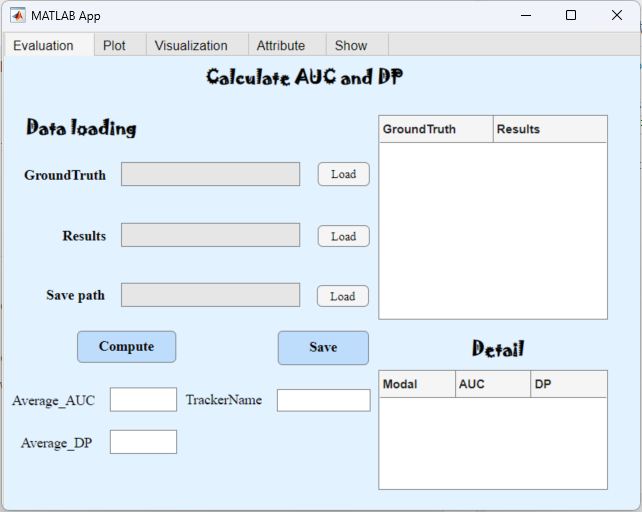 MATLAB App
Evaluation Plot Visualization Attribute Show
Calculate AUC and DP
Data loading
GroundTruth Load
Results Load
Save path Load
Compute Save
Average_AUC TrackerName
Average_DP
GroundTruth Results
Detail
Modal AUC DP